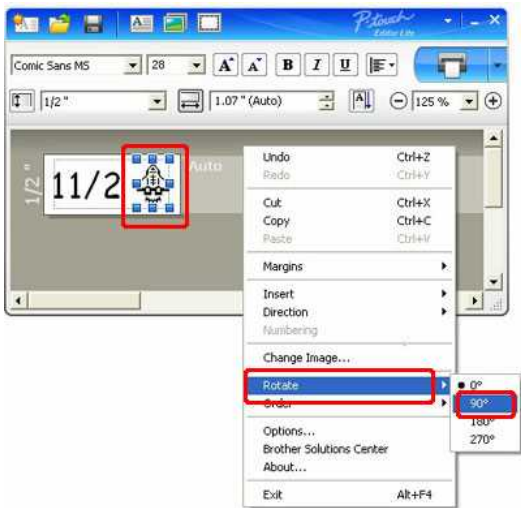 P-touch
Editor Lite
Comic Sans MS 28 A A B I U
1/2" 1.07" (Auto) A 125 %
1/2" 11/2 Auto
Undo Ctrl+Z
Redo Ctrl+Y
Cut Ctrl+X
Copy Ctrl+C
Paste Ctrl+V
Margins
Insert
Direction
Numbering
Change Image...
Rotate
Order
Options...
Brother Solutions Center
About...
Exit Alt+F4
0°
90°
180°
270°